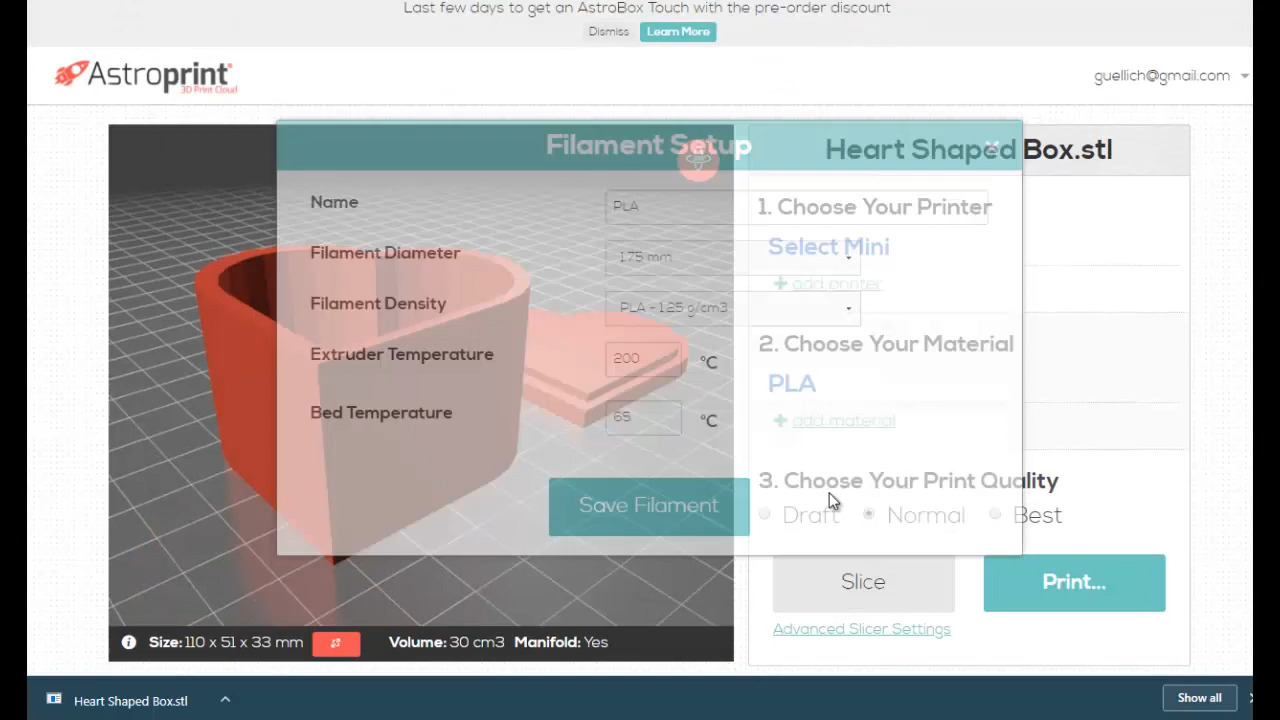 Last few days to get an AstroBox Touch with the pre-order discount
Dismiss
Learn More
Astroprint
3D Print Cloud
guellich@gmail.com
Filament Setup
Name
PLA
Filament Diameter
1.75 mm
Filament Density
PLA - 1.25 g/cm3
Extruder Temperature
200
°C
Bed Temperature
65
°C
Save Filament
Heart Shaped Box.stl
1. Choose Your Printer
Select Mini
+ add printer
2. Choose Your Material
PLA
+ add material
3. Choose Your Print Quality
Draft
Normal
Best
Slice
Print...
Advanced Slicer Settings
Size: 110 x 51 x 33 mm
Volume: 30 cm3
Manifold: Yes
Heart Shaped Box.stl
Show all